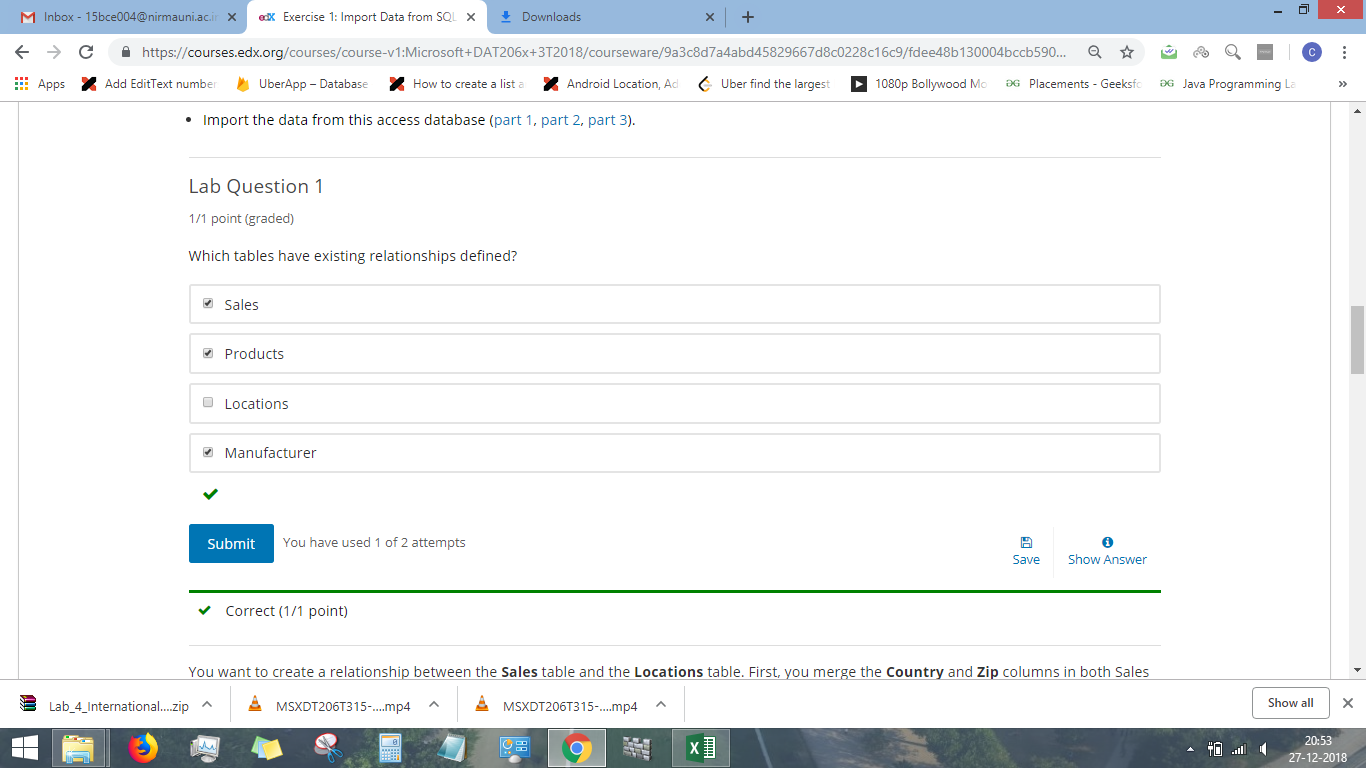 Inbox - 15bce004@nirmauni.ac.in
edX Exercise 1: Import Data from SQL
Downloads
https://courses.edx.org/courses/course-v1:Microsoft+DAT206x+3T2018/courseware/9a3c8d7a4abd45829667d8c0228c16c9/fdee48b130004bccb590...
C
Apps
Add EditText number
UberApp – Database
How to create a list a
Android Location, Ad
Uber find the largest
1080p Bollywood Mo
Placements - Geeksfo
Java Programming La
»
• Import the data from this access database (part 1, part 2, part 3).
Lab Question 1
1/1 point (graded)
Which tables have existing relationships defined?
Sales
Products
Locations
Manufacturer
Submit
You have used 1 of 2 attempts
Save
Show Answer
Correct (1/1 point)
You want to create a relationship between the Sales table and the Locations table. First, you merge the Country and Zip columns in both Sales
Lab_4_International....zip
MSXDT206T315-....mp4
MSXDT206T315-....mp4
Show all
20:53
27-12-2018